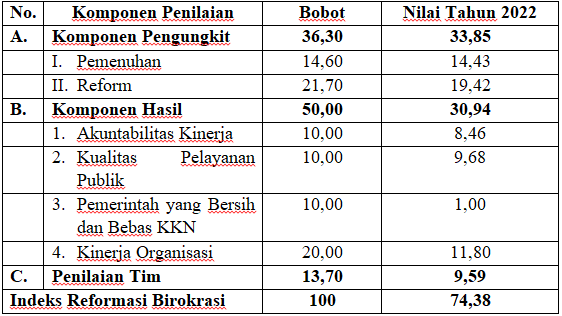 No. Komponen Penilaian Bobot Nilai Tahun 2022
A. Komponen Pengungkit 36,30 33,85
I. Pemenuhan 14,60 14,43
II. Reform 21,70 19,42
B. Komponen Hasil 50,00 30,94
1. Akuntabilitas Kinerja 10,00 8,46
2. Kualitas Pelayanan 10,00 9,68
Publik
3. Pemerintah yang Bersih 10,00 1,00
dan Bebas KKN
4. Kinerja Organisasi 20,00 11,80
C. Penilaian Tim 13,70 9,59
Indeks Reformasi Birokrasi 100 74,38